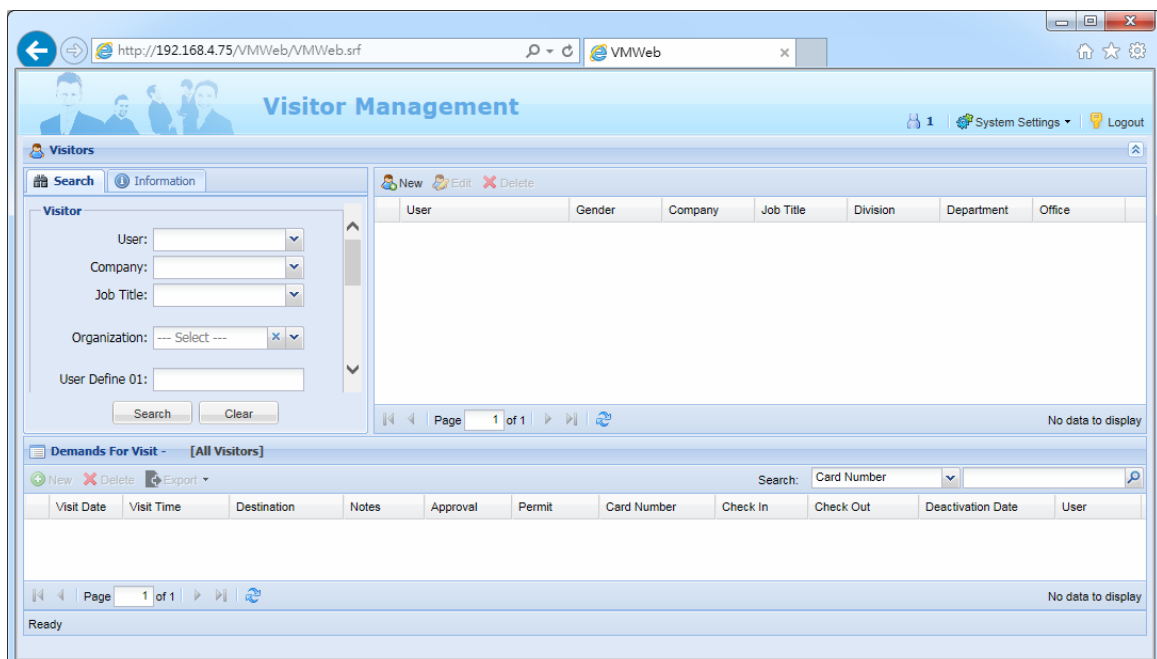 http://192.168.4.75/VMWeb/VMWeb.srf
VMWeb
Visitor Management
1 System Settings Logout
Visitors
Search Information
New Edit Delete
Visitor
User Gender Company Job Title Division Department Office
User:
Company:
Job Title:
Organization: --- Select ---
User Define 01:
Search Clear
Page 1 of 1 No data to display
Demands For Visit - [All Visitors]
New Delete Export Search: Card Number
Visit Date Visit Time Destination Notes Approval Permit Card Number Check In Check Out Deactivation Date User
Page 1 of 1 No data to display
Ready